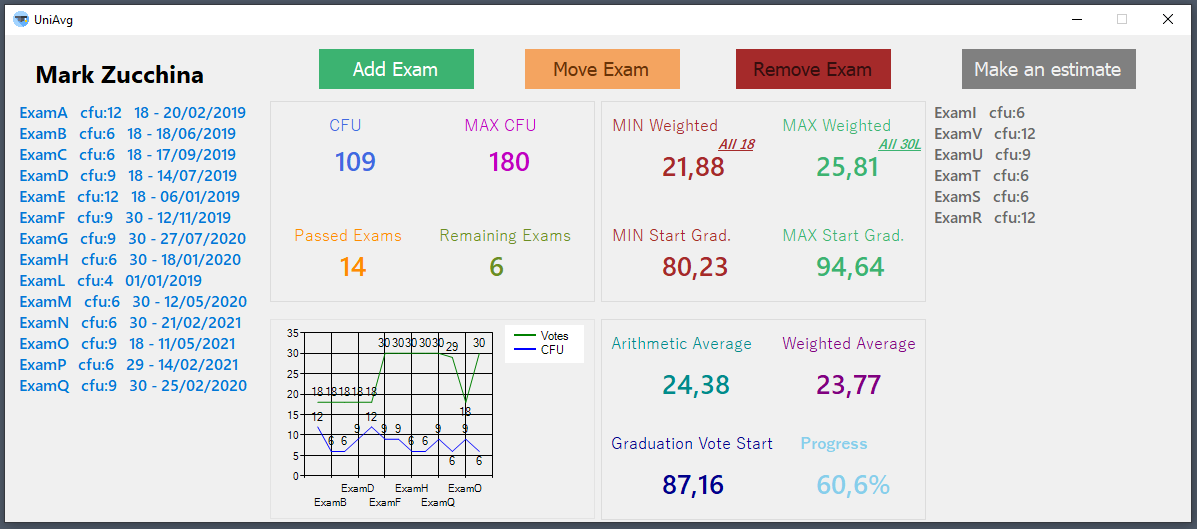 UniAvg
Mark Zucchina
Add Exam
Move Exam
Remove Exam
Make an estimate
ExamA cfu:12 18 - 20/02/2019
ExamB cfu:6 18 - 18/06/2019
ExamC cfu:6 18 - 17/09/2019
ExamD cfu:9 18 - 14/07/2019
ExamE cfu:12 18 - 06/01/2019
ExamF cfu:9 30 - 12/11/2019
ExamG cfu:9 30 - 27/07/2020
ExamH cfu:6 30 - 18/01/2020
ExamL cfu:4 01/01/2019
ExamM cfu:6 30 - 12/05/2020
ExamN cfu:6 30 - 21/02/2021
ExamO cfu:9 18 - 11/05/2021
ExamP cfu:6 29 - 14/02/2021
ExamQ cfu:9 30 - 25/02/2020
CFU
109
MAX CFU
180
Passed Exams
14
Remaining Exams
6
MIN Weighted
All 18
21,88
MAX Weighted
All 30L
25,81
MIN Start Grad.
80,23
MAX Start Grad.
94,64
ExamI cfu:6
ExamV cfu:12
ExamU cfu:9
ExamT cfu:6
ExamS cfu:6
ExamR cfu:12
35
30
25
20
15
10
5
0
18 18 18 18 18 30 30 30 30 30 29 18 30
12 6 6 9 12 9 9 6 6 9 6 9 6
ExamD ExamH ExamO
ExamB ExamF ExamQ
Votes
CFU
Arithmetic Average
24,38
Weighted Average
23,77
Graduation Vote Start
87,16
Progress
60,6%